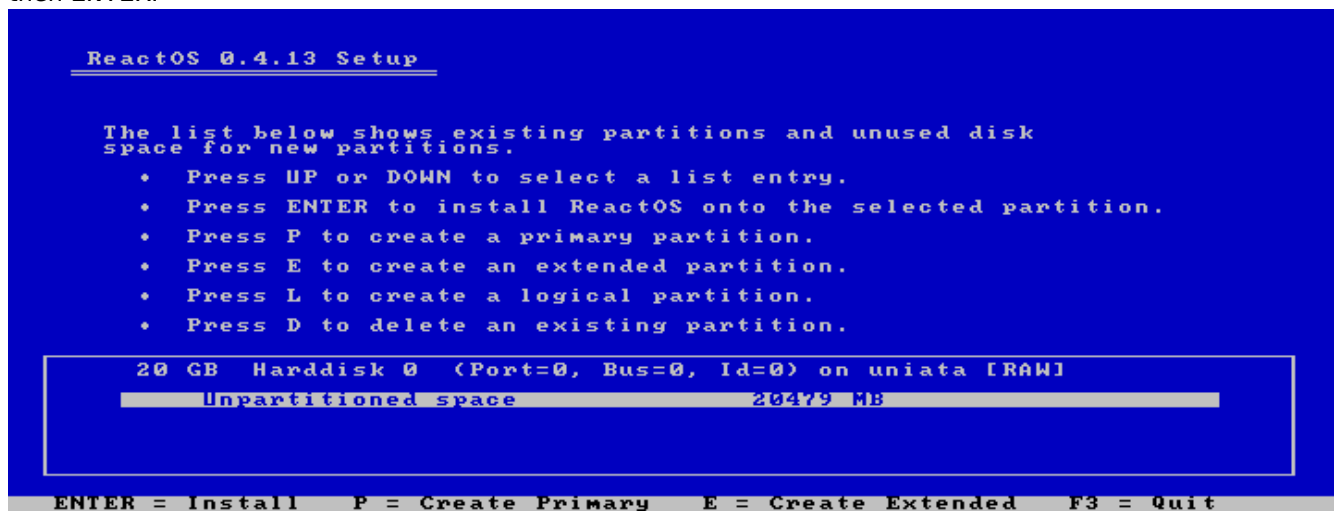 then ENTER.
ReactOS 0.4.13 Setup
The list below shows existing partitions and unused disk
space for new partitions.
• Press UP or DOWN to select a list entry.
• Press ENTER to install ReactOS onto the selected partition.
• Press P to create a primary partition.
• Press E to create an extended partition.
• Press L to create a logical partition.
• Press D to delete an existing partition.
20 GB Harddisk 0 (Port=0, Bus=0, Id=0) on uniata [RAW]
Unpartitioned space 20479 MB
ENTER = Install P = Create Primary E = Create Extended F3 = Quit